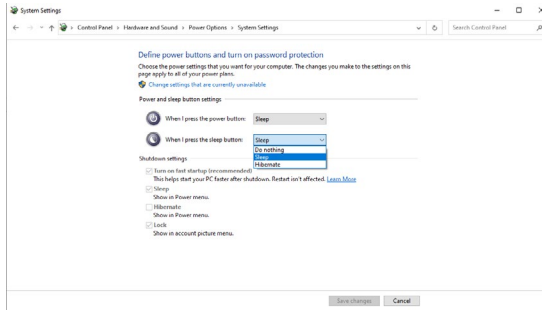 System Settings
Control Panel > Hardware and Sound > Power Options > System Settings
Search Control Panel
Define power buttons and turn on password protection
Choose the power settings that you want for your computer. The changes you make to the settings on this
page apply to all of your power plans.
Change settings that are currently unavailable
Power and sleep button settings
When I press the power button: Sleep
When I press the sleep button: Sleep
Do nothing
Sleep
Hibernate
Shutdown settings
Turn on fast startup (recommended)
This helps start your PC faster after shutdown. Restart isn't affected. Learn More
Sleep
Show in Power menu.
Hibernate
Show in Power menu.
Lock
Show in account picture menu.
Save changes Cancel